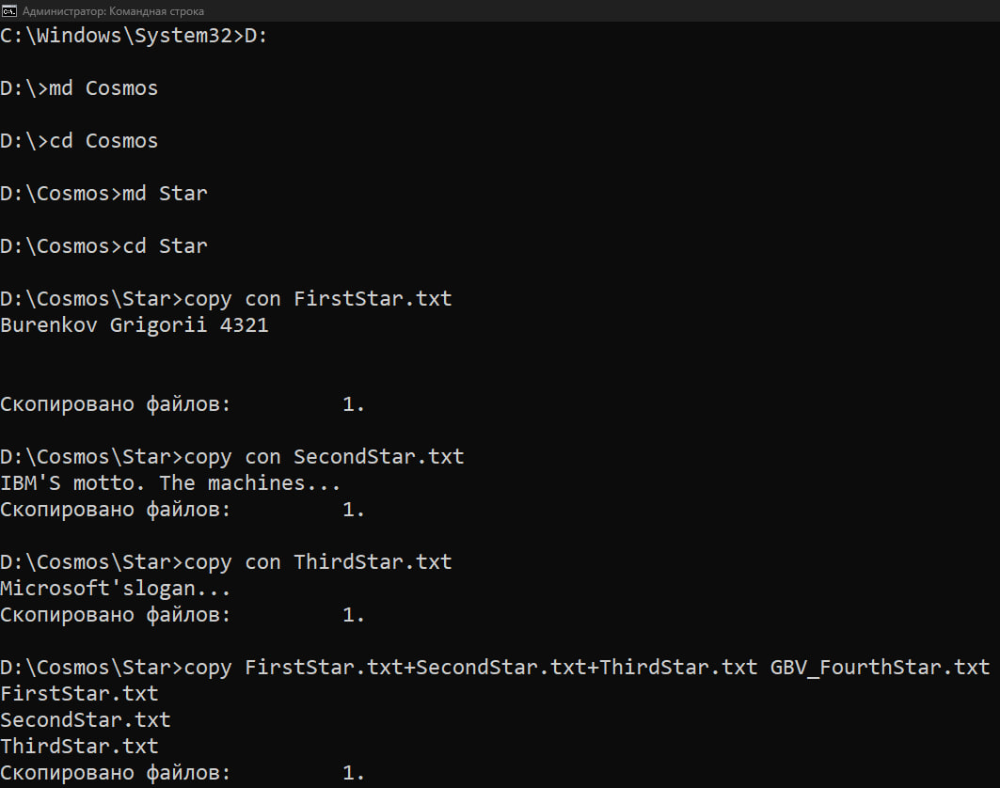 Администратор: Командная строка
C:\Windows\System32>D:
D:\>md Cosmos
D:\>cd Cosmos
D:\Cosmos>md Star
D:\Cosmos>cd Star
D:\Cosmos\Star>copy con FirstStar.txt
Burenkov Grigorii 4321
Скопировано файлов:         1.
D:\Cosmos\Star>copy con SecondStar.txt
IBM'S motto. The machines...
Скопировано файлов:         1.
D:\Cosmos\Star>copy con ThirdStar.txt
Microsoft'slogan...
Скопировано файлов:         1.
D:\Cosmos\Star>copy FirstStar.txt+SecondStar.txt+ThirdStar.txt GBV_FourthStar.txt
FirstStar.txt
SecondStar.txt
ThirdStar.txt
Скопировано файлов:         1.